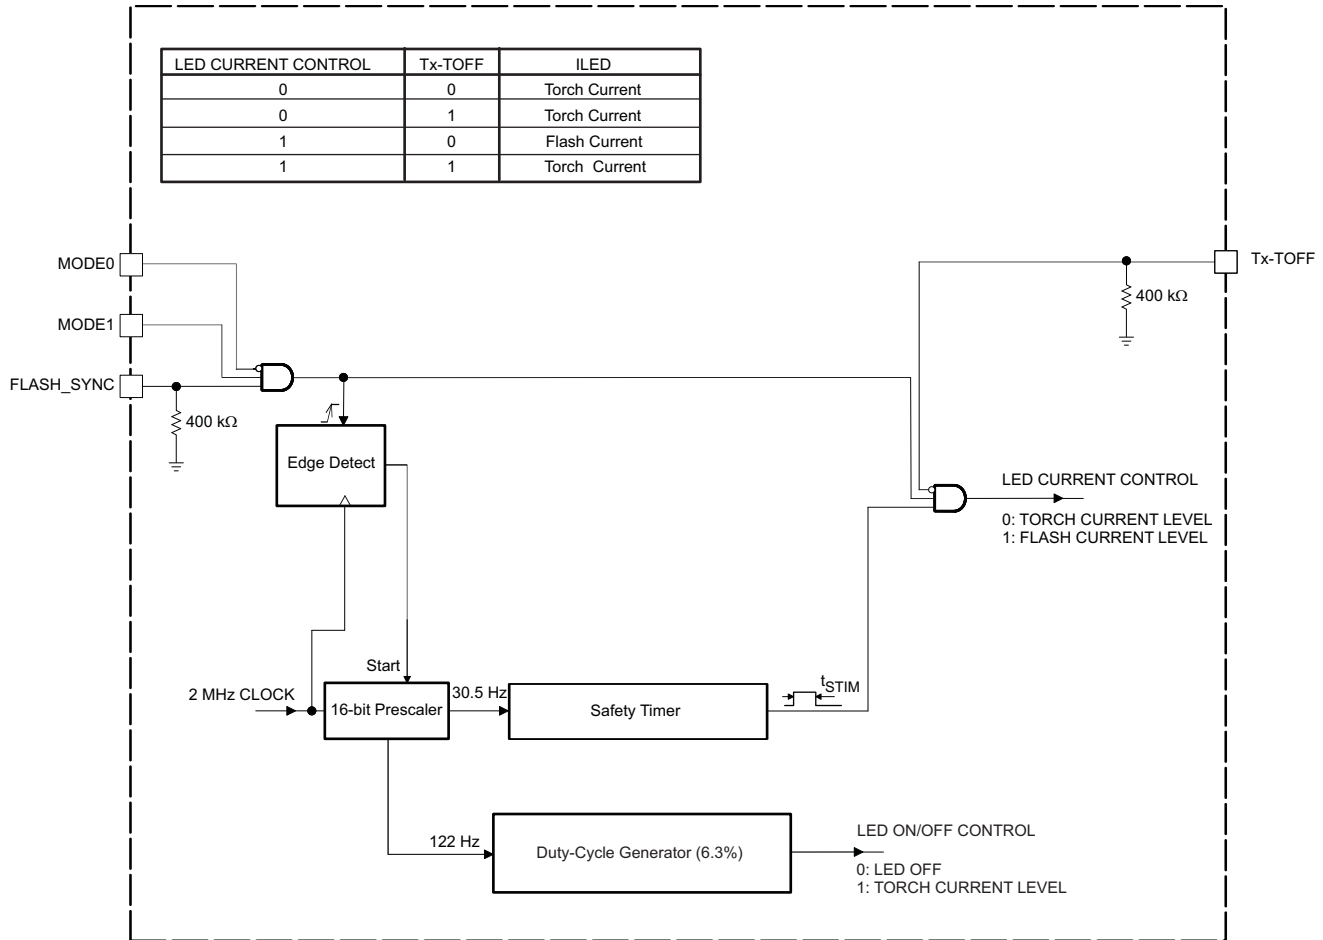 LED CURRENT CONTROL Tx-TOFF ILED
0 0 Torch Current
0 1 Torch Current
1 0 Flash Current
1 1 Torch Current
MODE0
Tx-TOFF
400 kΩ
MODE1
FLASH_SYNC
400 kΩ
Edge Detect
LED CURRENT CONTROL
0: TORCH CURRENT LEVEL
1: FLASH CURRENT LEVEL
Start
2 MHz CLOCK
16-bit Prescaler
30.5 Hz
Safety Timer
tSTIM
122 Hz
Duty-Cycle Generator (6.3%)
LED ON/OFF CONTROL
0: LED OFF
1: TORCH CURRENT LEVEL